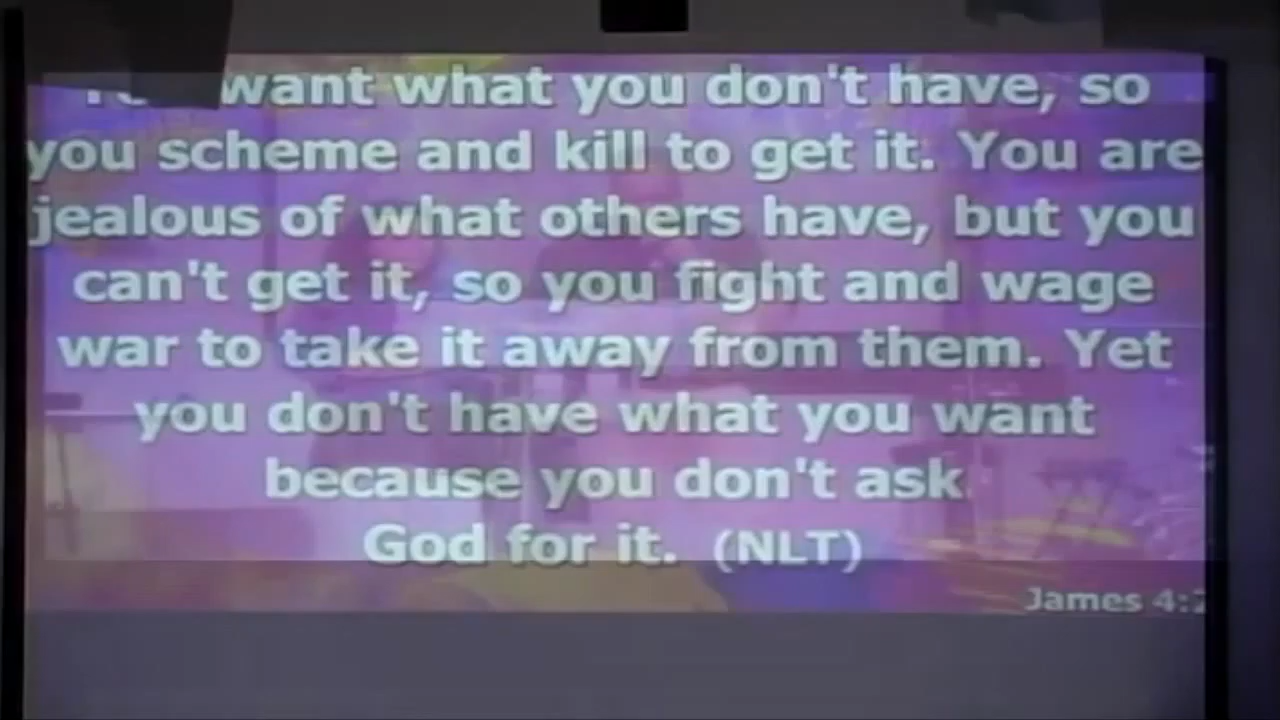 want what you don't have, so
you scheme and kill to get it. You are
jealous of what others have, but you
can't get it, so you fight and wage
war to take it away from them. Yet
you don't have what you want
because you don't ask
God for it. (NLT)
James 4:2